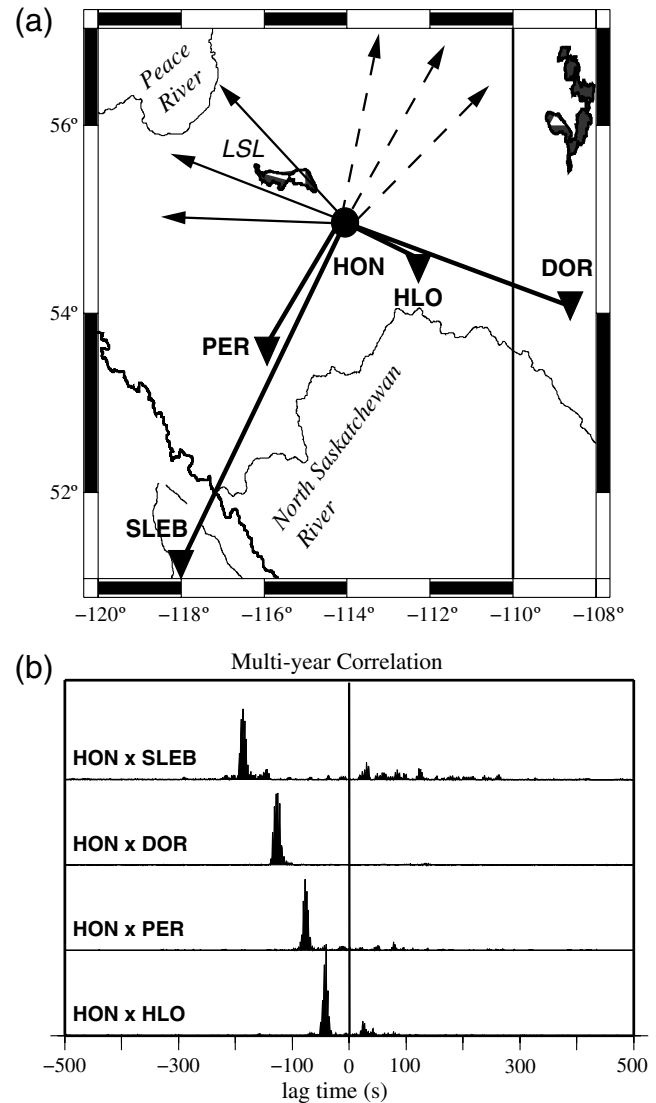 (a)
Peace
River
LSL
56°
HON
HLO
DOR
54°
PER
North Saskatchewan
River
52°
SLEB
−120° −118° −116° −114° −112° −110° −108°
(b)
Multi-year Correlation
HON x SLEB
HON x DOR
HON x PER
HON x HLO
−500 −300 −100 0 100 300 500
lag time (s)